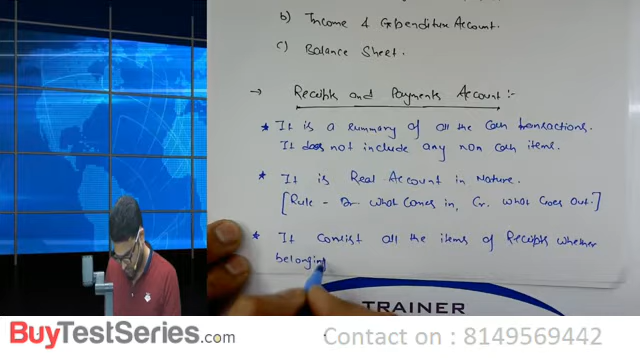 b) Income & Expenditure Account.
c) Balance Sheet.
→ Receipts and Payments Account :-
* It is a summary of all the Cash transactions.
It does not include any non cash items.
* It is Real Account in Nature.
[Rule - Dr What Comes in, Cr. What Goes Out.]
* It Consist all the items of Receipts whether
belonging
TRAINER
BuyTestSeries.com
Contact on : 8149569442